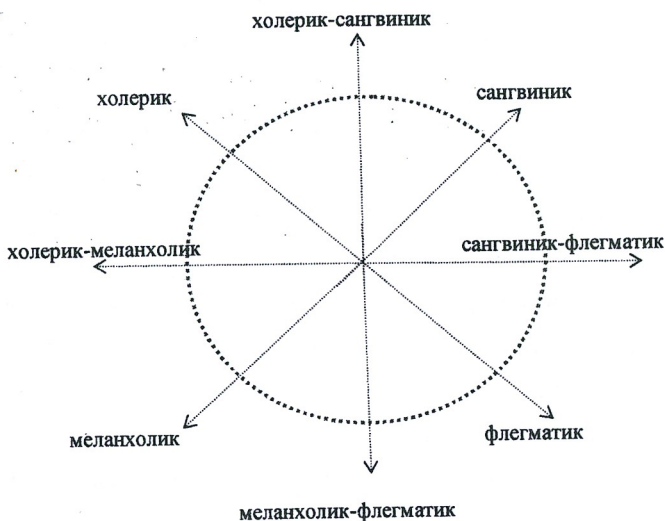 холерик-сангвиник
холерик
сангвиник
холерик-меланхолик
сангвиник-флегматик
меланхолик
флегматик
меланхолик-флегматик